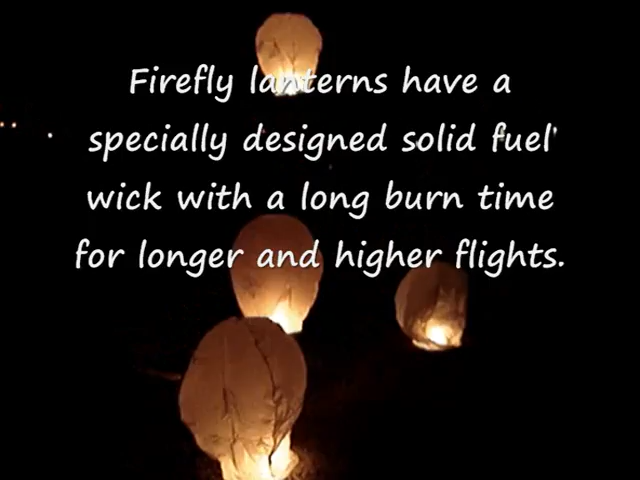 Firefly lanterns have a
specially designed solid fuel
wick with a long burn time
for longer and higher flights.